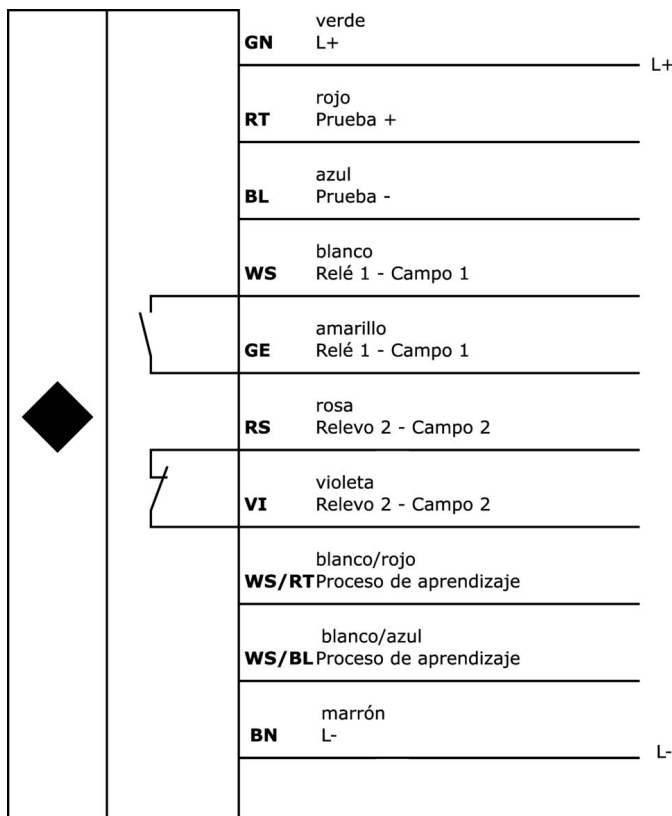 verde
GN L+
L+
rojo
RT Prueba +
azul
BL Prueba -
blanco
WS Relé 1 - Campo 1
amarillo
GE Relé 1 - Campo 1
rosa
RS Relevo 2 - Campo 2
violeta
VI Relevo 2 - Campo 2
blanco/rojo
WS/RT Proceso de aprendizaje
blanco/azul
WS/BL Proceso de aprendizaje
marrón
BN L-
L-